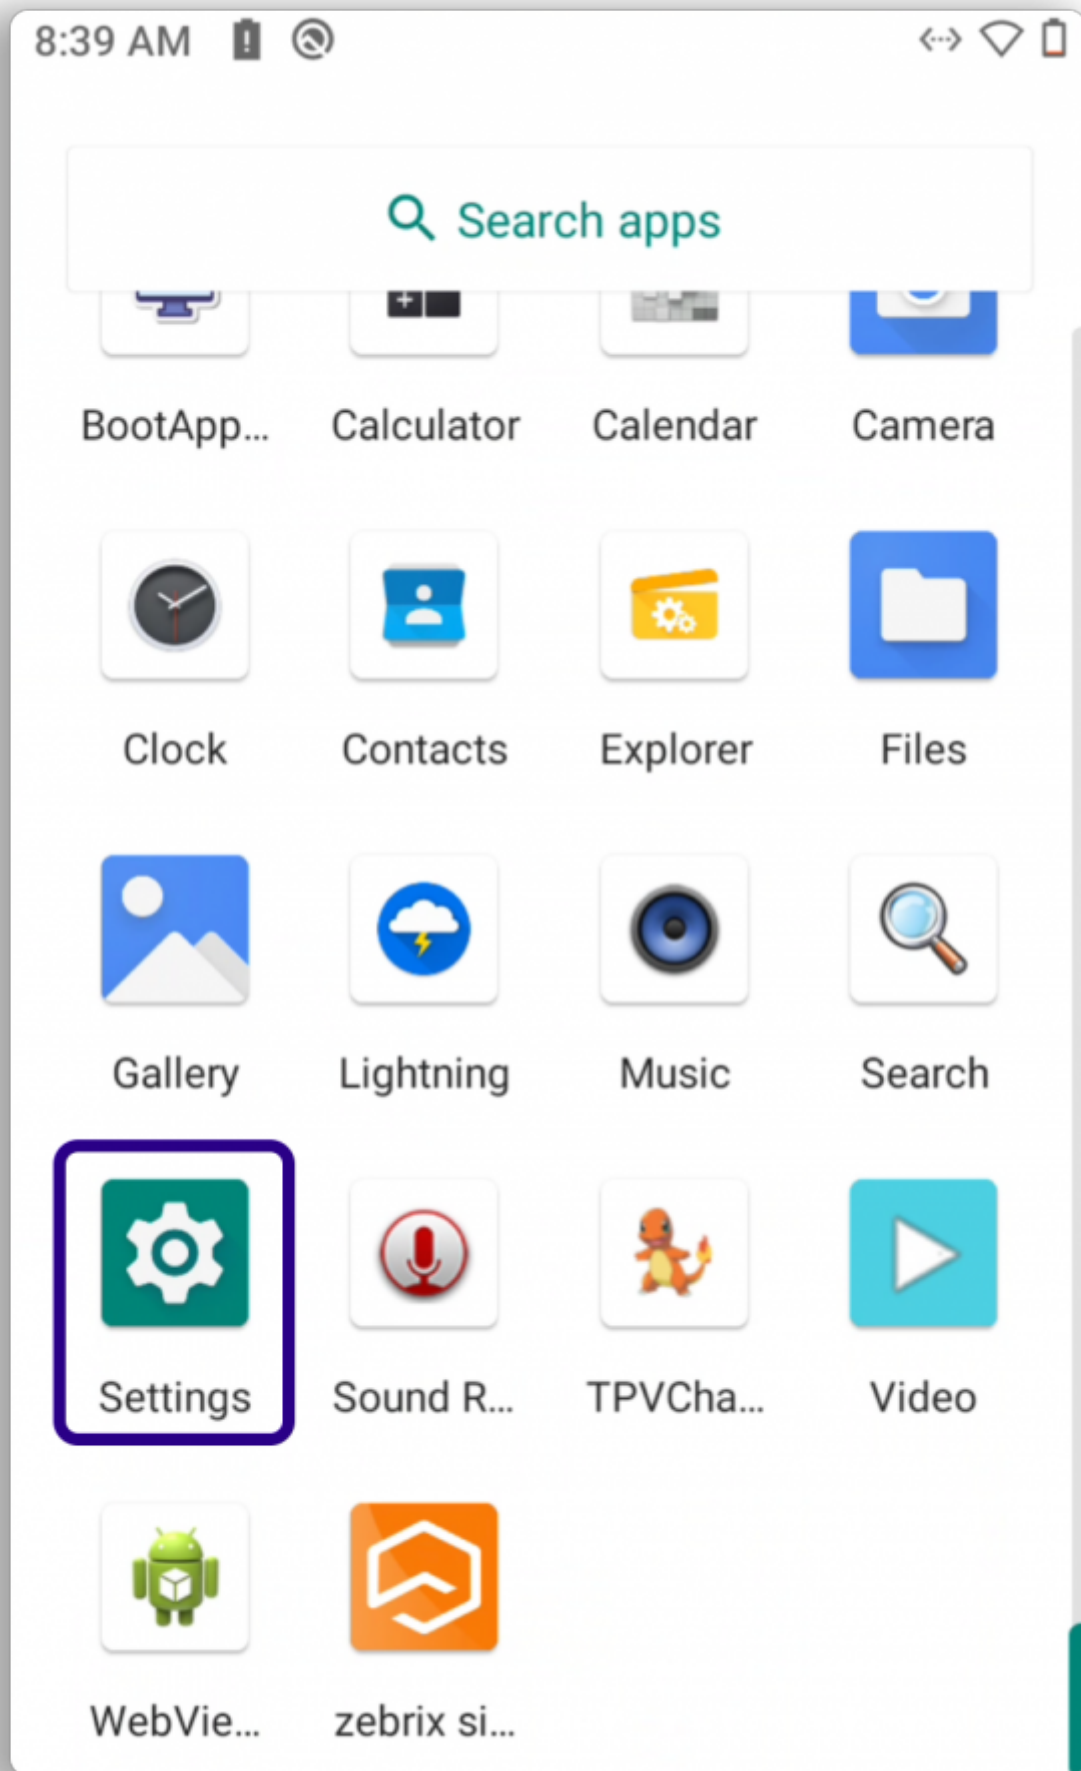 8:39 AM
Search apps
BootApp... Calculator Calendar Camera
Clock Contacts Explorer Files
Gallery Lightning Music Search
Settings Sound R... TPVCha... Video
WebVie... zebrix si...